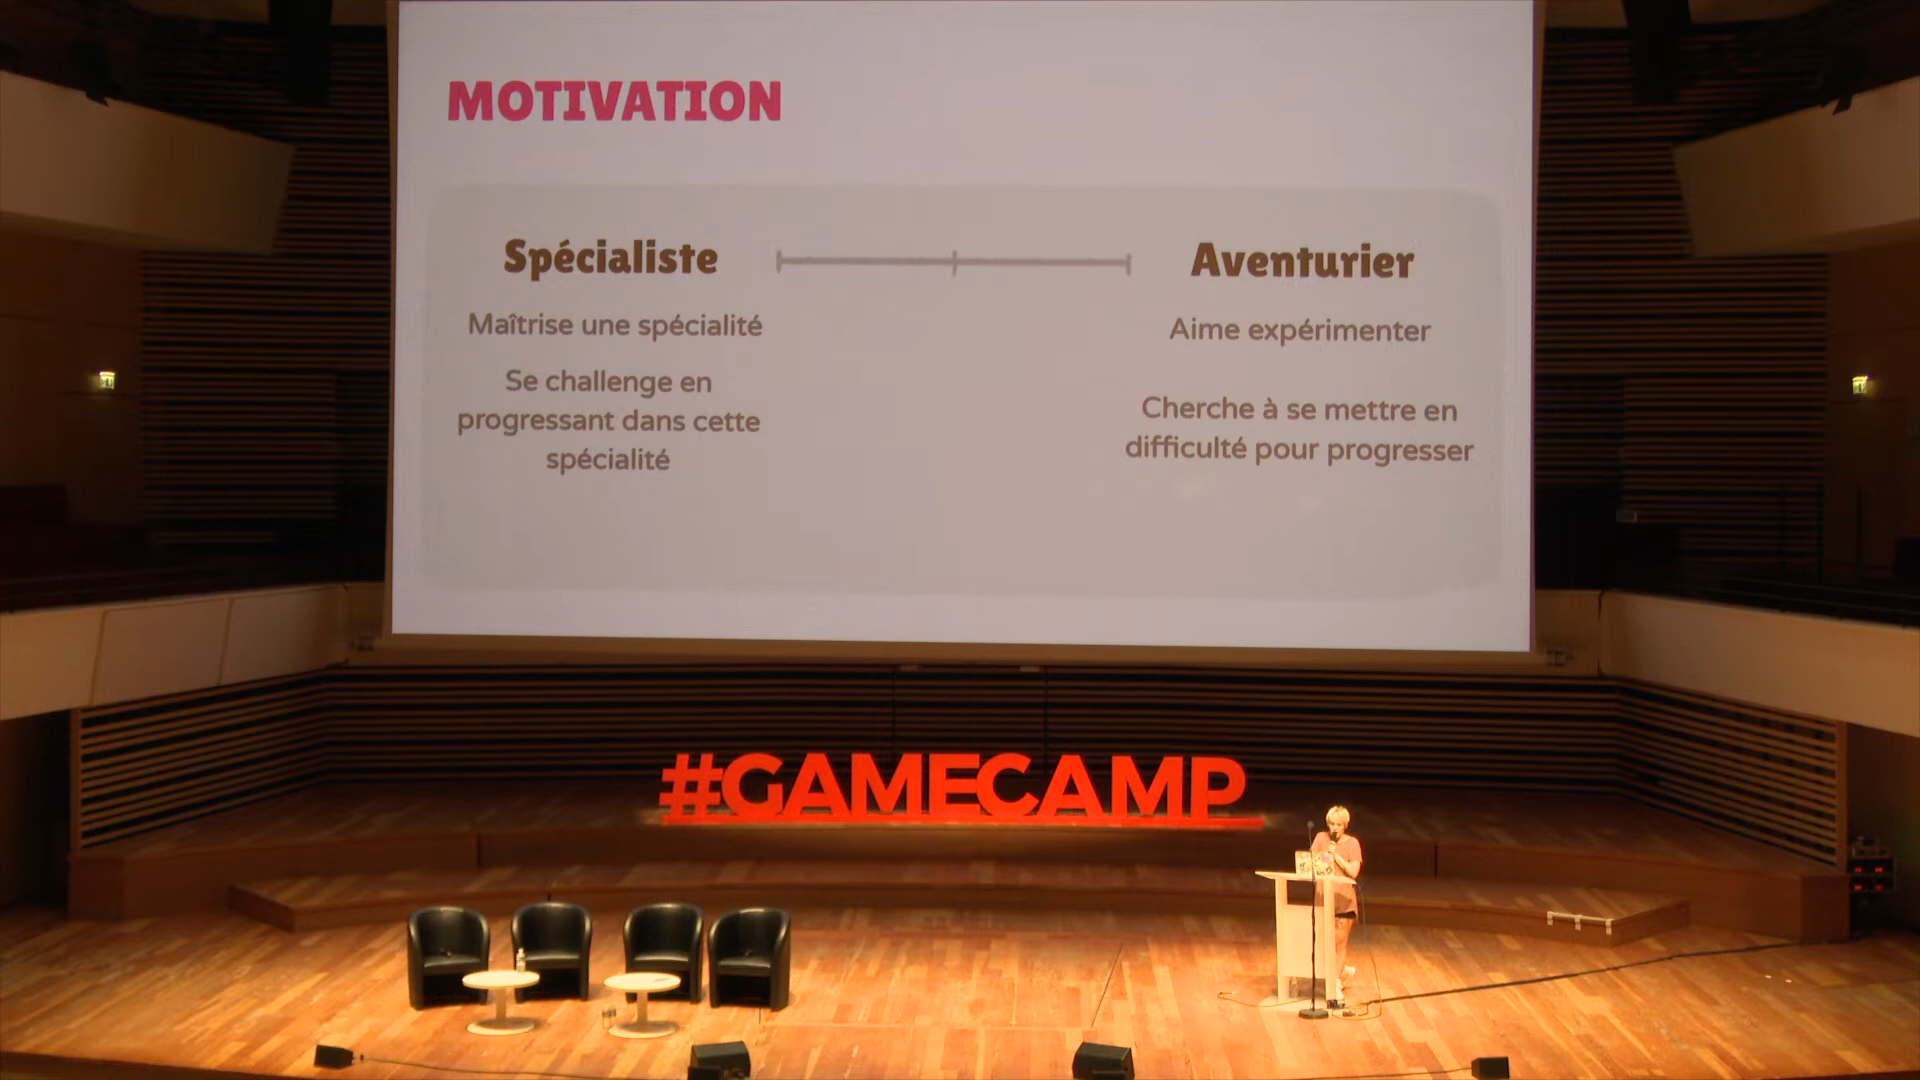 MOTIVATION
Spécialiste
Maîtrise une spécialité
Se challenge en
progressant dans cette
spécialité
Aventurier
Aime expérimenter
Cherche à se mettre en
difficulté pour progresser
#GAMECAMP